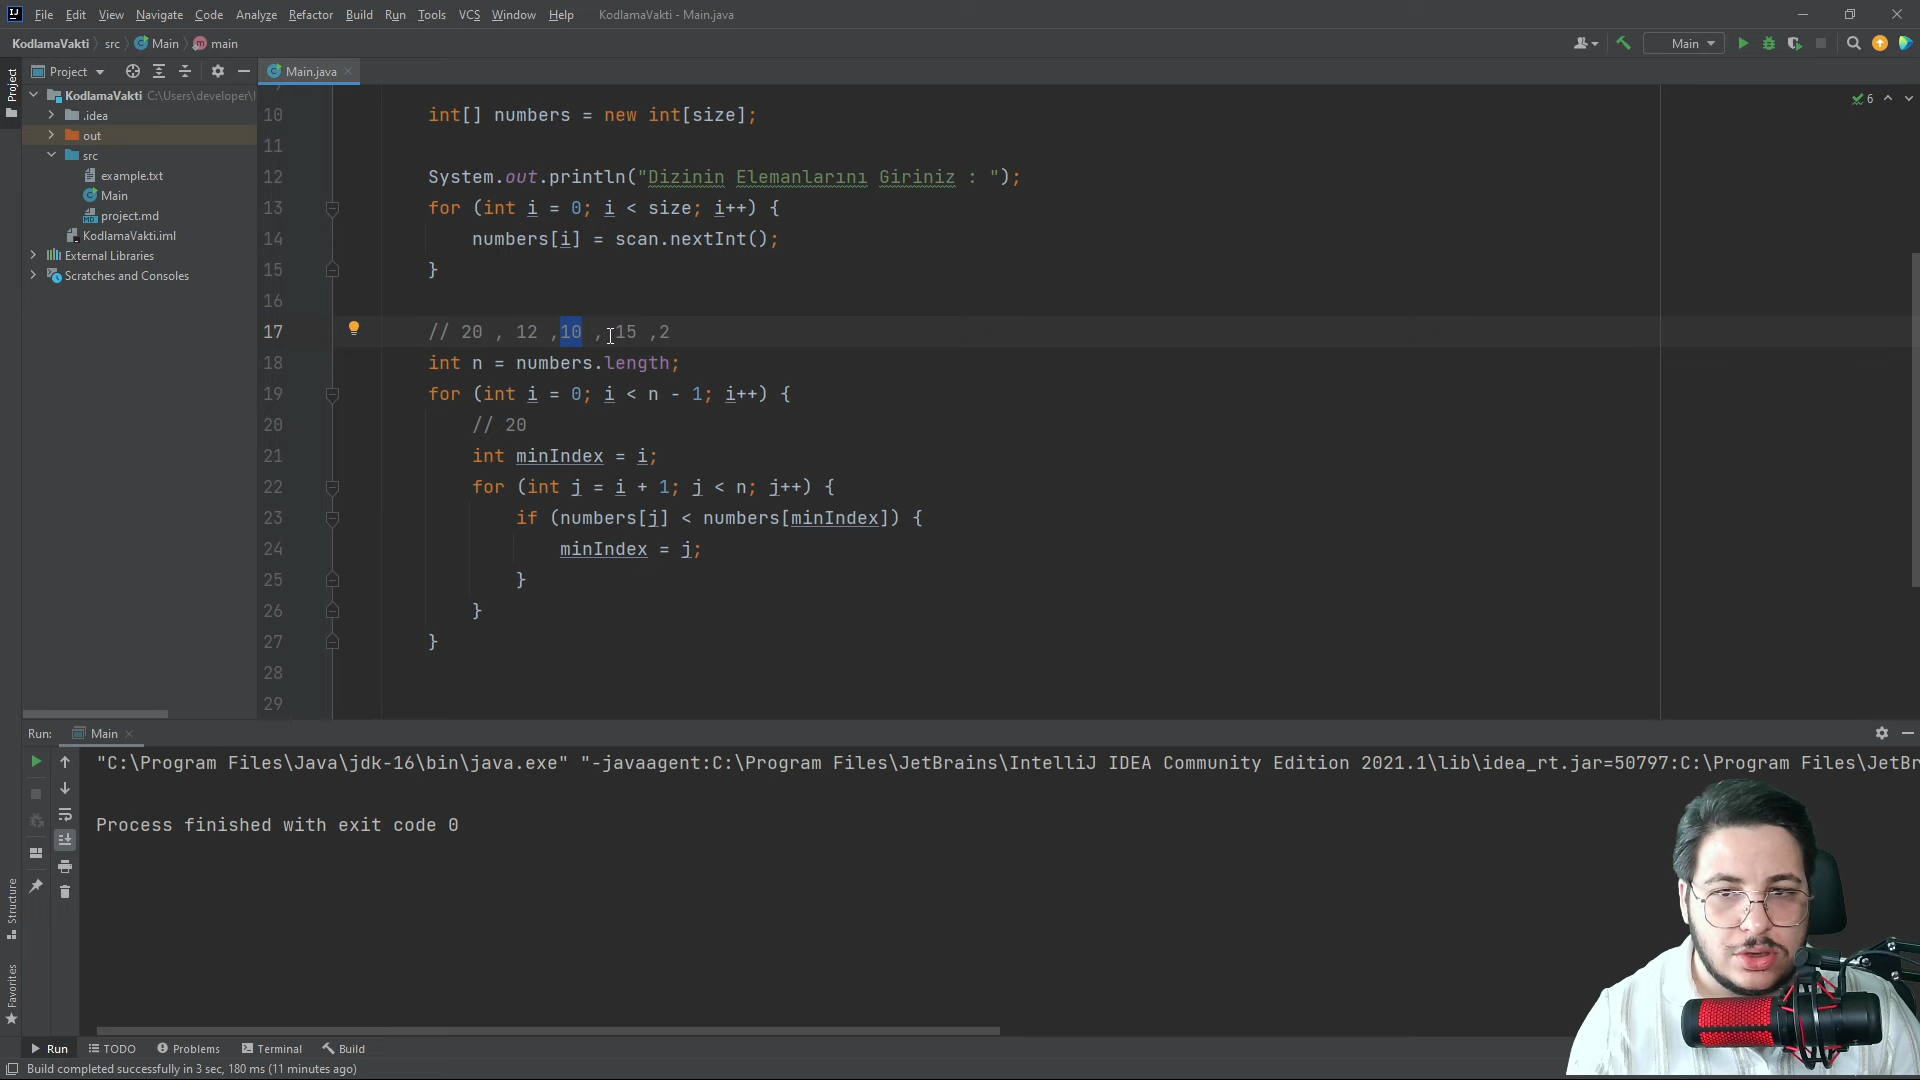 File Edit View Navigate Code Analyze Refactor Build Run Tools VCS Window Help KodlamaVakti - Main.java
KodlamaVakti src Main main Main
Project Main.java
Project
KodlamaVakti C:\Users\developer\I
.idea
out
src
example.txt
Main
project.md
KodlamaVakti.iml
External Libraries
Scratches and Consoles
6
10 int[] numbers = new int[size];
11
12 System.out.println("Dizinin Elemanlarını Giriniz : ");
13 for (int i = 0; i < size; i++) {
14 numbers[i] = scan.nextInt();
15 }
16
17 // 20 , 12 ,10 , 15 ,2
18 int n = numbers.length;
19 for (int i = 0; i < n - 1; i++) {
20 // 20
21 int minIndex = i;
22 for (int j = i + 1; j < n; j++) {
23 if (numbers[j] < numbers[minIndex]) {
24 minIndex = j;
25 }
26 }
27 }
28
29
Run: Main
"C:\Program Files\Java\jdk-16\bin\java.exe" "-javaagent:C:\Program Files\JetBrains\IntelliJ IDEA Community Edition 2021.1\lib\idea_rt.jar=50797:C:\Program Files\JetBr
Process finished with exit code 0
Structure
Favorites
Run TODO Problems Terminal Build
Build completed successfully in 3 sec, 180 ms (11 minutes ago)